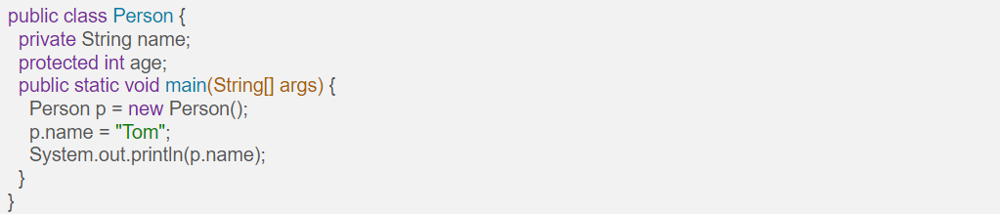 public class Person {
private String name;
protected int age;
public static void main(String[] args) {
Person p = new Person();
p.name = "Tom";
System.out.println(p.name);
}
}